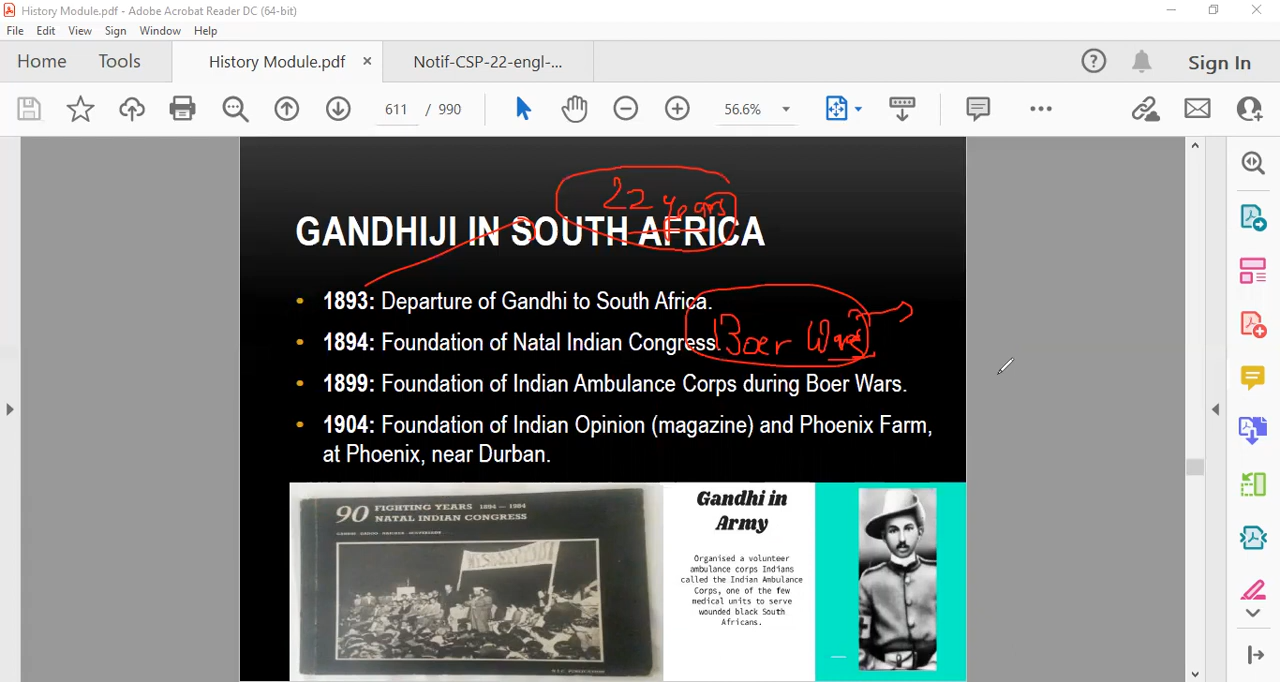 History Module.pdf - Adobe Acrobat Reader DC (64-bit)
File Edit View Sign Window Help
Home Tools History Module.pdf × Notif-CSP-22-engl-... Sign In
611 / 990 56.6%
22 years
GANDHIJI IN SOUTH AFRICA
1893: Departure of Gandhi to South Africa.
1894: Foundation of Natal Indian Congress.
Boer Wars
1899: Foundation of Indian Ambulance Corps during Boer Wars.
1904: Foundation of Indian Opinion (magazine) and Phoenix Farm,
at Phoenix, near Durban.
90 FIGHTING YEARS 1894 — 1984
NATAL INDIAN CONGRESS
Gandhi in
Army
Organised a volunteer
ambulance corps Indians
called the Indian Ambulance
Corps, one of the few
medical units to serve
wounded black South
Africans.